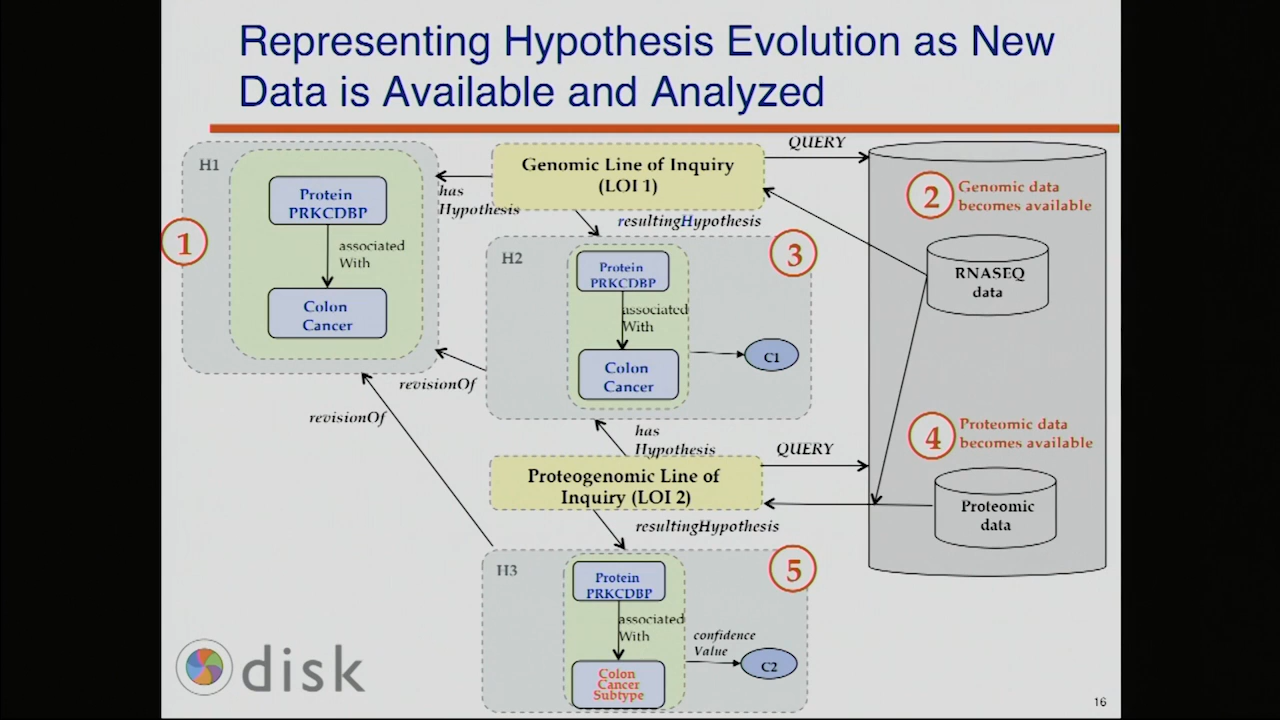 Representing Hypothesis Evolution as New
Data is Available and Analyzed
H1
Protein
PRKCDBP
associated
With
Colon
Cancer
1
has
Hypothesis
Genomic Line of Inquiry
(LOI 1)
QUERY
resultingHypothesis
2
Genomic data
becomes available
RNASEQ
data
H2
3
Protein
PRKCDBP
associated
With
Colon
Cancer
C1
revisionOf
revisionOf
has
Hypothesis
QUERY
4
Proteomic data
becomes available
Proteomic
data
Proteogenomic Line of
Inquiry (LOI 2)
resultingHypothesis
H3
5
Protein
PRKCDBP
associated
With
Colon
Cancer
Subtype
confidence
Value
C2
disk
16